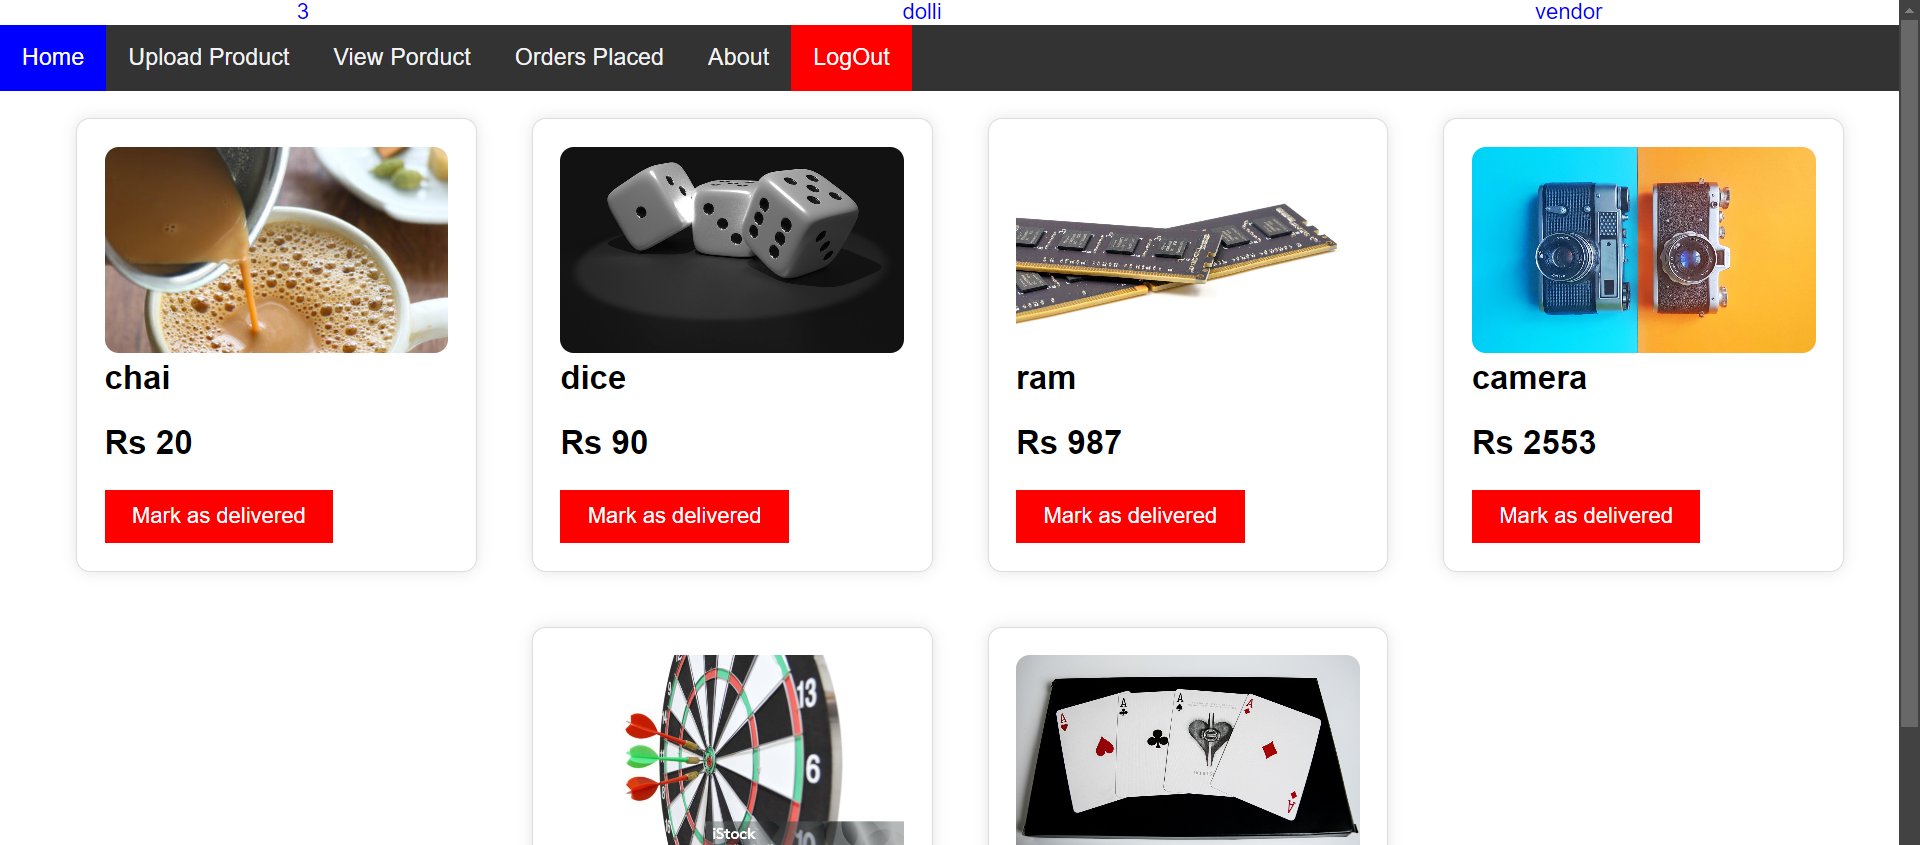 3 dolli vendor
Home Upload Product View Porduct Orders Placed About LogOut
chai dice ram camera
Rs 20 Rs 90 Rs 987 Rs 2553
Mark as delivered Mark as delivered Mark as delivered Mark as delivered
13
6
10
iStock
A A A A
A